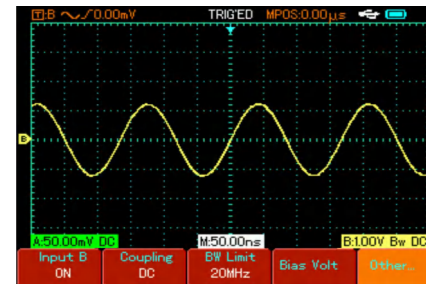 T:B 0.00mV TRIG'ED MPOS:0.00µs
B
A:50.00mV DC M:50.00ns B:1.00V Bw DC
Input B Coupling BW Limit Bias Volt Other...
ON DC 20MHz